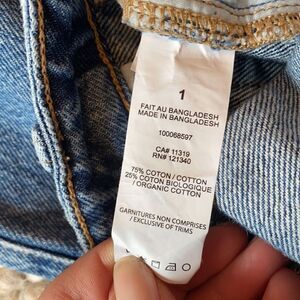 1
FAIT AU BANGLADESH
MADE IN BANGLADESH
100068597
CA# 11319
RN# 121340
75% COTON / COTTON
25% COTON BIOLOGIQUE
/ ORGANIC COTTON
GARNITURES NON COMPRISES
/ EXCLUSIVE OF TRIMS